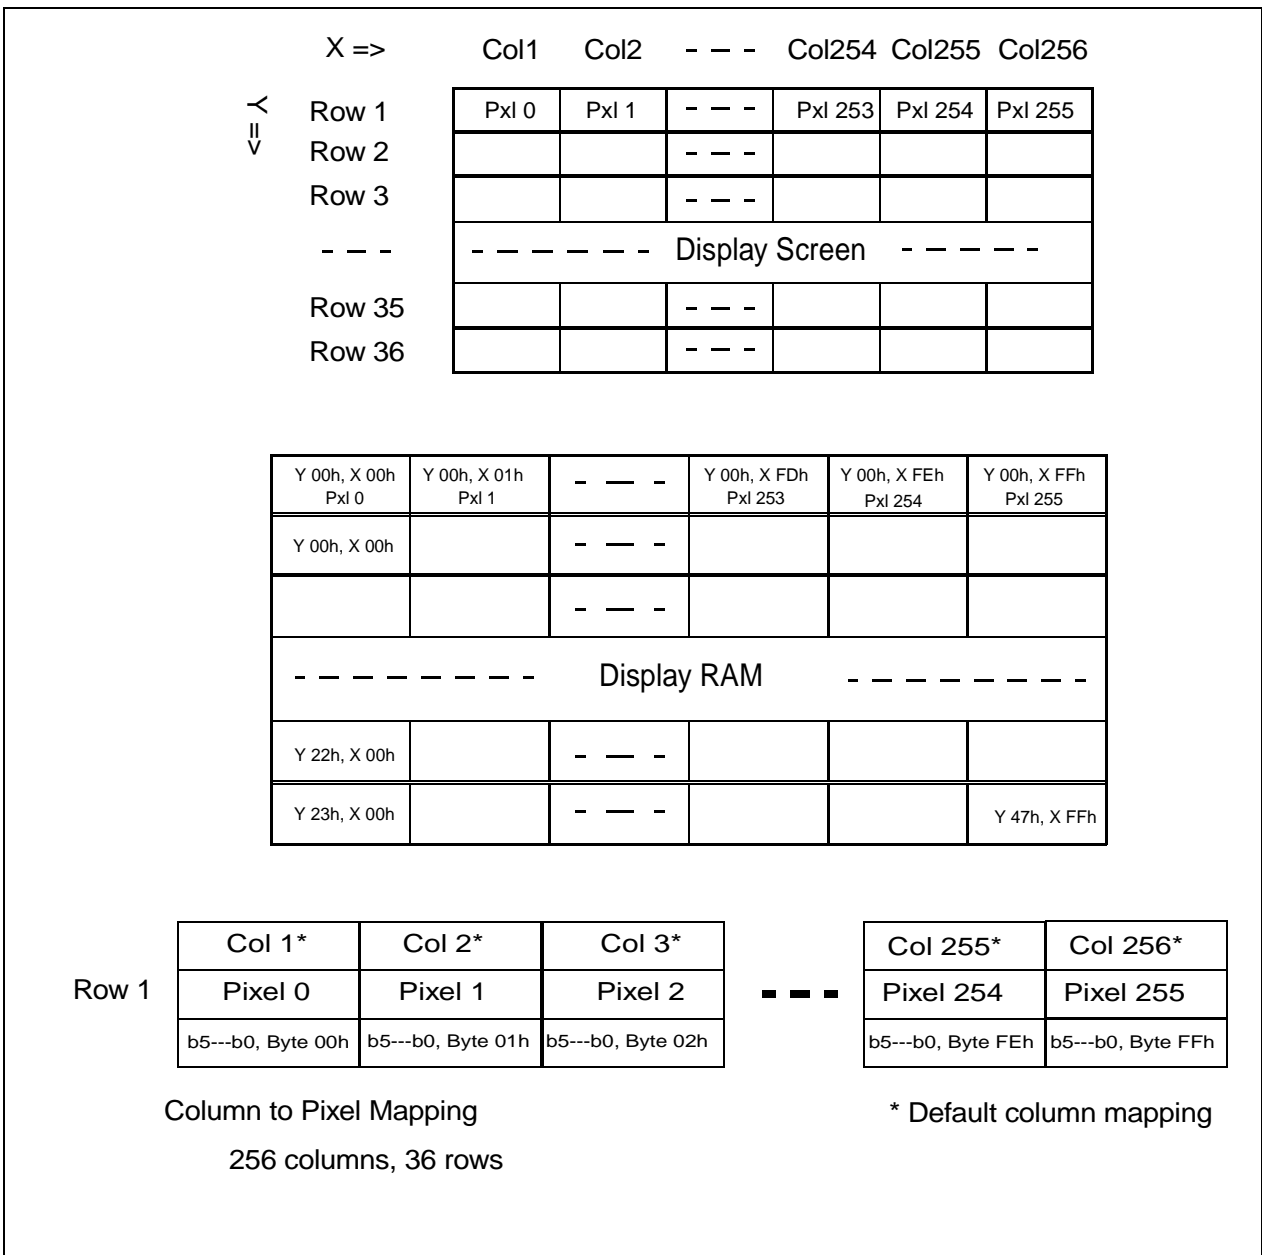 X => Col1 Col2 - — - Col254 Col255 Col256
Y =>
Row 1 Pxl 0 Pxl 1 - — - Pxl 253 Pxl 254 Pxl 255
Row 2 - — -
Row 3 - — -
- — - - — — — — - Display Screen - — — — -
Row 35 - — -
Row 36 - — -
Y 00h, X 00h Y 00h, X 01h - — - Y 00h, X FDh Y 00h, X FEh Y 00h, X FFh
Pxl 0 Pxl 1 Pxl 253 Pxl 254 Pxl 255
Y 00h, X 00h - — -
- — -
- — — — — — — - Display RAM - — — — — — — -
Y 22h, X 00h - — -
Y 23h, X 00h - — - Y 47h, X FFh
Col 1* Col 2* Col 3* Col 255* Col 256*
Row 1 Pixel 0 Pixel 1 Pixel 2 - — - Pixel 254 Pixel 255
b5---b0, Byte 00h b5---b0, Byte 01h b5---b0, Byte 02h b5---b0, Byte FEh b5---b0, Byte FFh
Column to Pixel Mapping * Default column mapping
256 columns, 36 rows